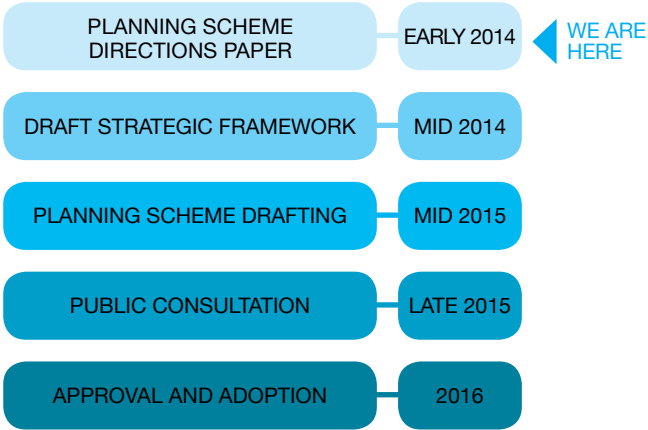 PLANNING SCHEME
DIRECTIONS PAPER
EARLY 2014
WE ARE
HERE
DRAFT STRATEGIC FRAMEWORK
MID 2014
PLANNING SCHEME DRAFTING
MID 2015
PUBLIC CONSULTATION
LATE 2015
APPROVAL AND ADOPTION
2016